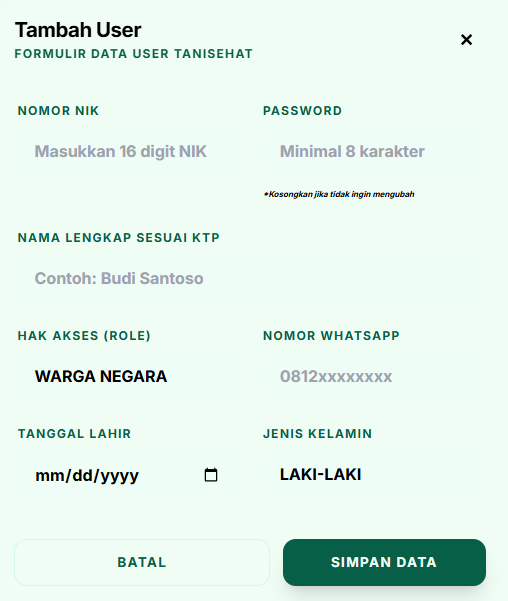 Tambah User
FORMULIR DATA USER TANISEHAT
✕
NOMOR NIK
PASSWORD
Masukkan 16 digit NIK
Minimal 8 karakter
*Kosongkan jika tidak ingin mengubah
NAMA LENGKAP SESUAI KTP
Contoh: Budi Santoso
HAK AKSES (ROLE)
NOMOR WHATSAPP
WARGA NEGARA
0812xxxxxxxx
TANGGAL LAHIR
JENIS KELAMIN
mm/dd/yyyy
LAKI-LAKI
BATAL
SIMPAN DATA